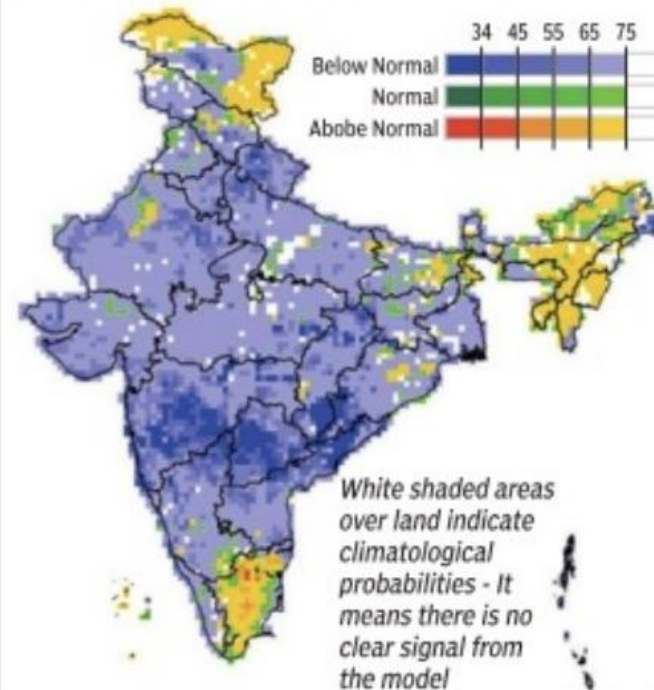 34 45 55 65 75
Below Normal
Normal
Abobe Normal
White shaded areas
over land indicate
climatological
probabilities - It
means there is no
clear signal from
the model